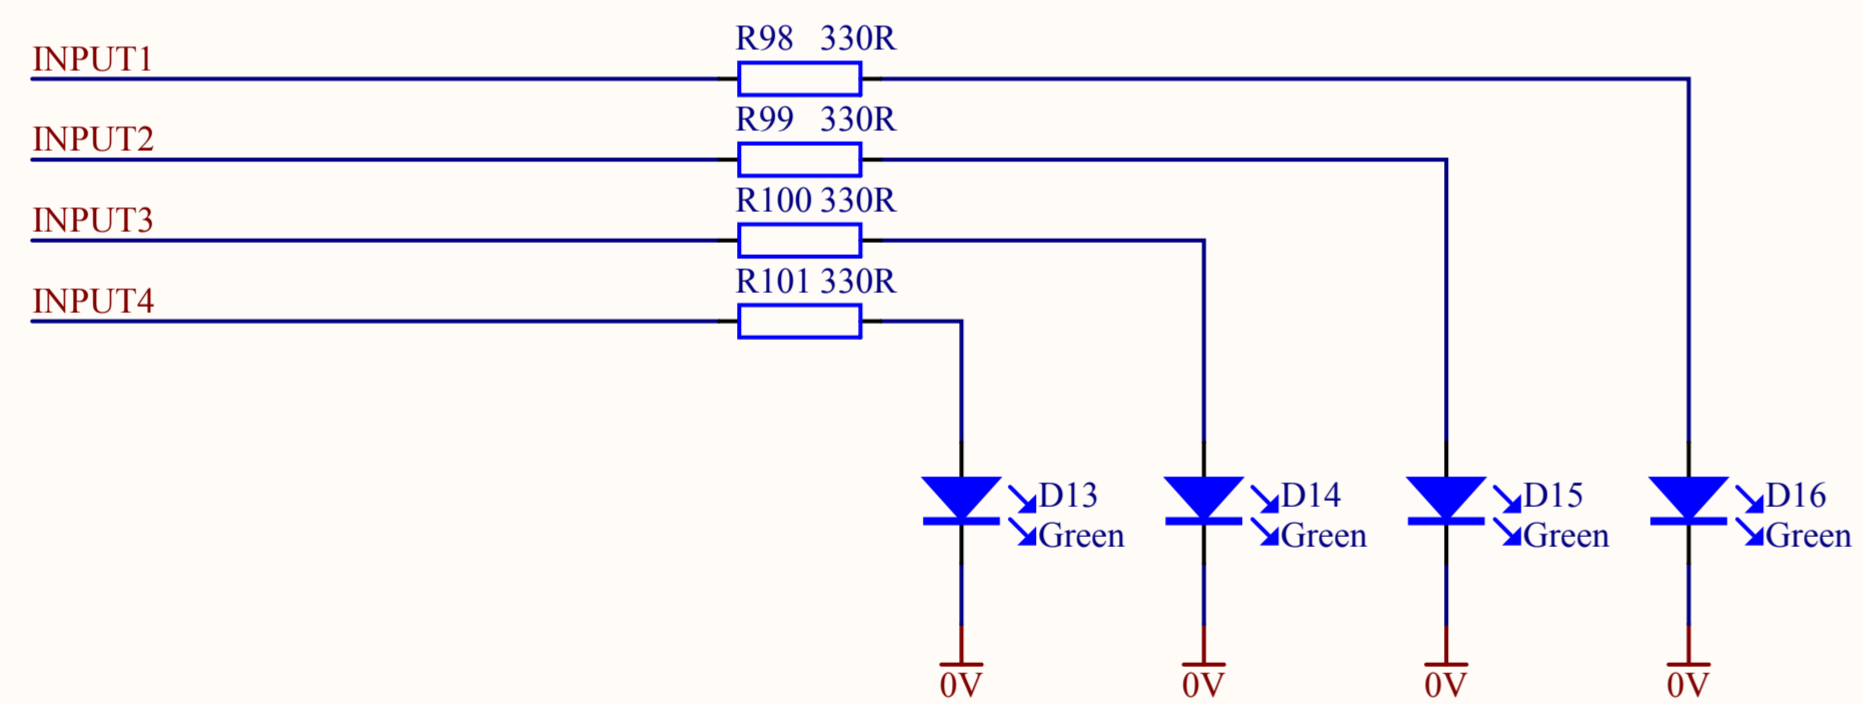 R98 330R
INPUT1
R99 330R
INPUT2
R100 330R
INPUT3
R101 330R
INPUT4
D13
Green
D14
Green
D15
Green
D16
Green
0V
0V
0V
0V